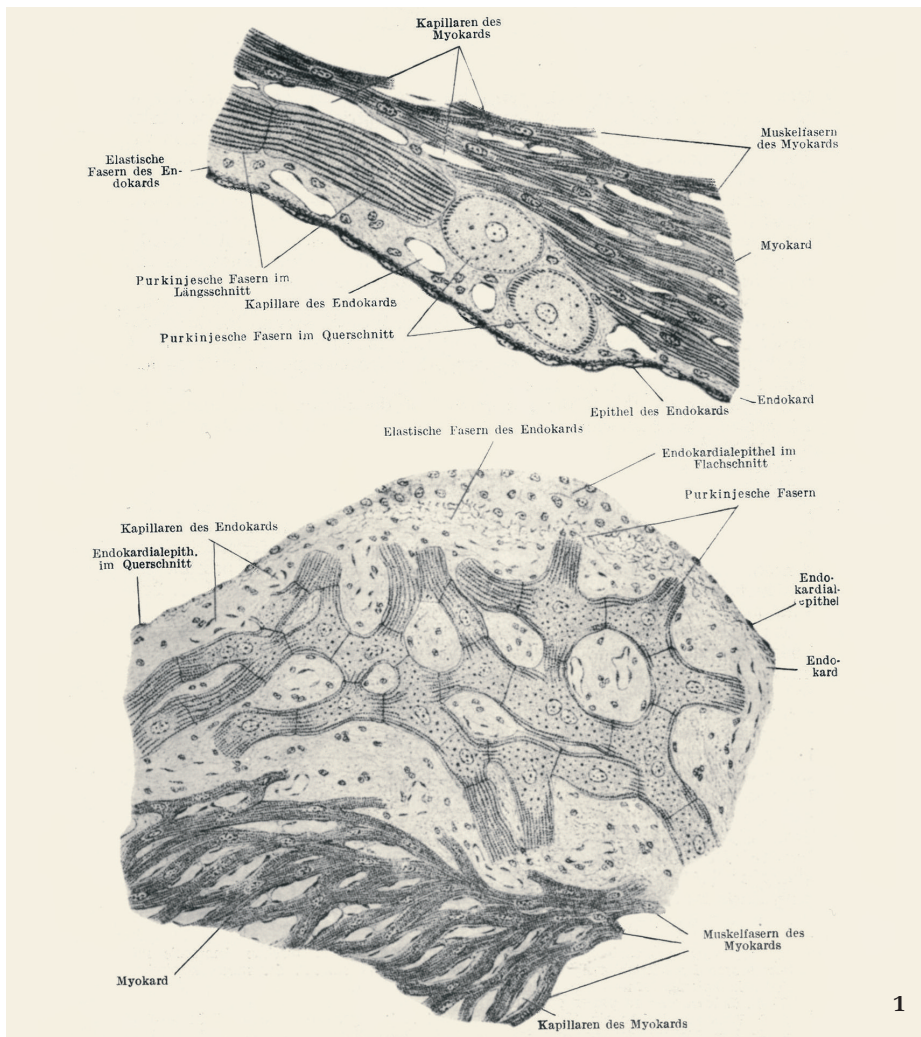 Kapillaren des
Myokards
Muskelfasern
des Myokards
Elastische
Fasern des En-
dokards
Myokard
Purkinjesche Fasern im
Längsschnitt
Kapillare des Endokards
Purkinjesche Fasern im Querschnitt
Endokard
Epithel des Endokards
Elastische Fasern des Endokards
Endokardialepithel im
Flachschnitt
Purkinjesche Fasern
Kapillaren des Endokards
Endokardialepith.
im Querschnitt
Endo-
kardial-
epithel
Endo-
kard
Muskelfasern des
Myokards
Myokard
Kapillaren des Myokards
1